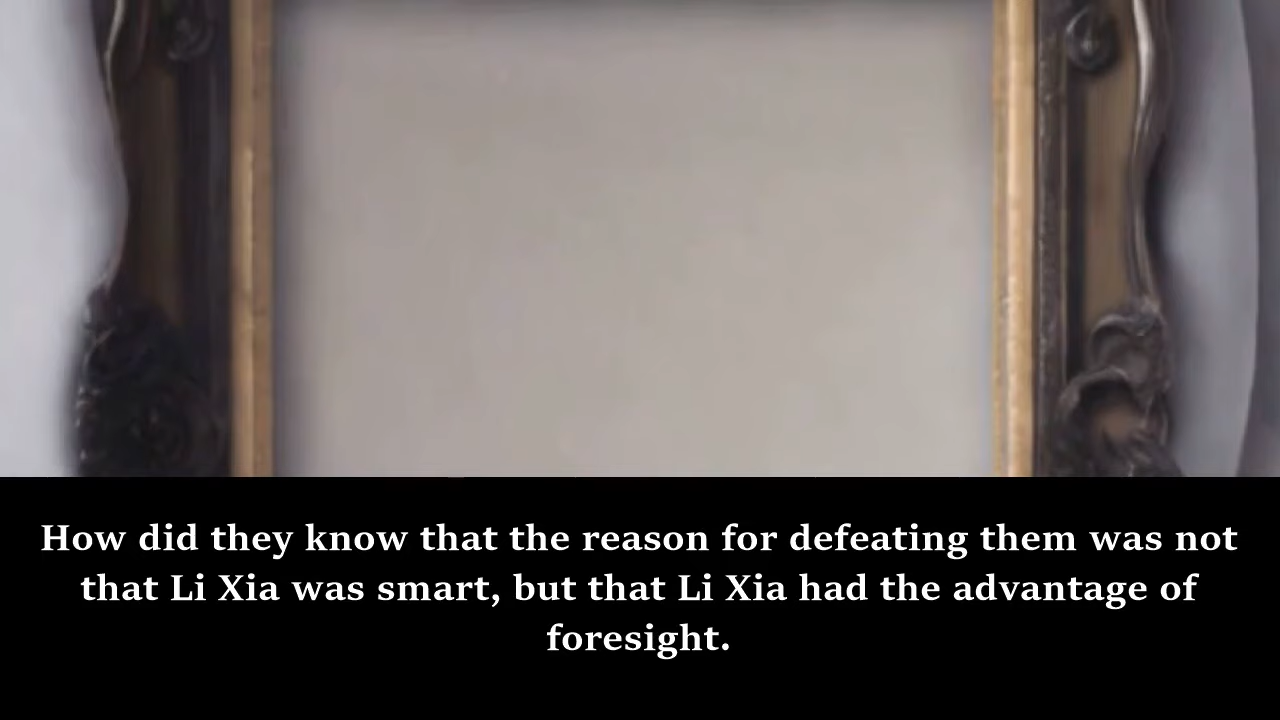 How did they know that the reason for defeating them was not
that Li Xia was smart, but that Li Xia had the advantage of
foresight.